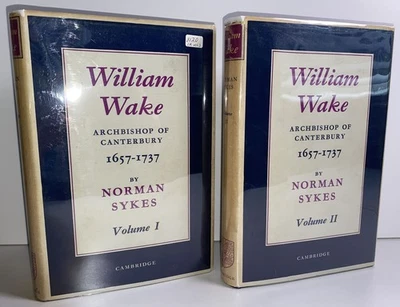 William
Wake
ARCHBISHOP OF
CANTERBURY
1657-1737
BY
NORMAN
SYKES
Volume I
CAMBRIDGE
William
Wake
ARCHBISHOP OF
CANTERBURY
1657-1737
BY
NORMAN
SYKES
Volume II
CAMBRIDGE